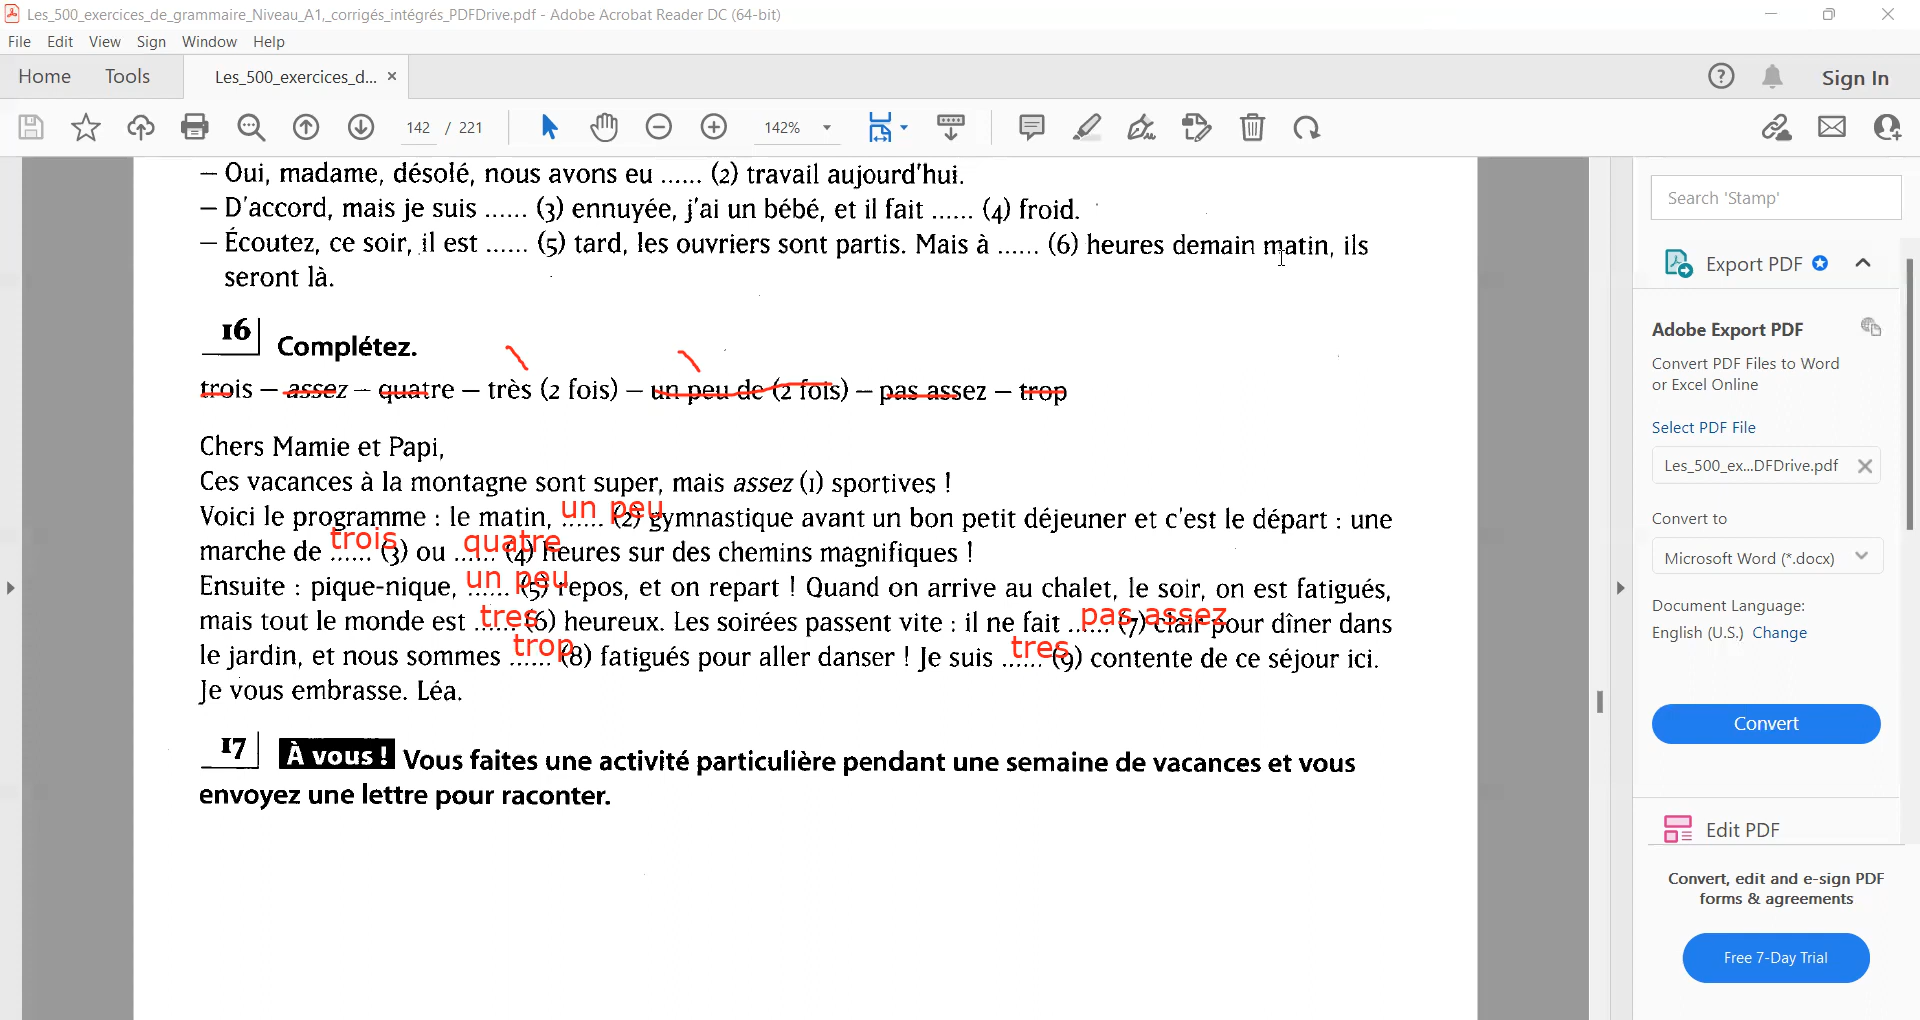 Les_500_exercices_de_grammaire_Niveau_A1,_corrigés_intégrés_PDFDrive.pdf - Adobe Acrobat Reader DC (64-bit)
File Edit View Sign Window Help
Home Tools Les_500_exercices_d... × Sign In
142 / 221 142%
– Oui, madame, désolé, nous avons eu ...... (2) travail aujourd'hui.
– D'accord, mais je suis ...... (3) ennuyée, j'ai un bébé, et il fait ...... (4) froid.
– Écoutez, ce soir, il est ...... (5) tard, les ouvriers sont partis. Mais à ...... (6) heures demain matin, ils
seront là.
16 Complétez.
trois – assez – quatre – très (2 fois) – un peu de (2 fois) – pas assez – trop
Chers Mamie et Papi,
Ces vacances à la montagne sont super, mais assez (1) sportives !
un peu
Voici le programme : le matin, ...... (2) gymnastique avant un bon petit déjeuner et c'est le départ : une
trois quatre
marche de ...... (3) ou ...... (4) heures sur des chemins magnifiques !
un peu
Ensuite : pique-nique, ...... (5) repos, et on repart ! Quand on arrive au chalet, le soir, on est fatigués,
tres pas assez
mais tout le monde est ...... (6) heureux. Les soirées passent vite : il ne fait ...... (7) clair pour dîner dans
trop tres
le jardin, et nous sommes ...... (8) fatigués pour aller danser ! Je suis ...... (9) contente de ce séjour ici.
Je vous embrasse. Léa.
17 À vous ! Vous faites une activité particulière pendant une semaine de vacances et vous
envoyez une lettre pour raconter.
Search 'Stamp'
Export PDF
Adobe Export PDF
Convert PDF Files to Word
or Excel Online
Select PDF File
Les_500_ex...DFDrive.pdf
Convert to
Microsoft Word (*.docx)
Document Language:
English (U.S.) Change
Convert
Edit PDF
Convert, edit and e-sign PDF
forms & agreements
Free 7-Day Trial